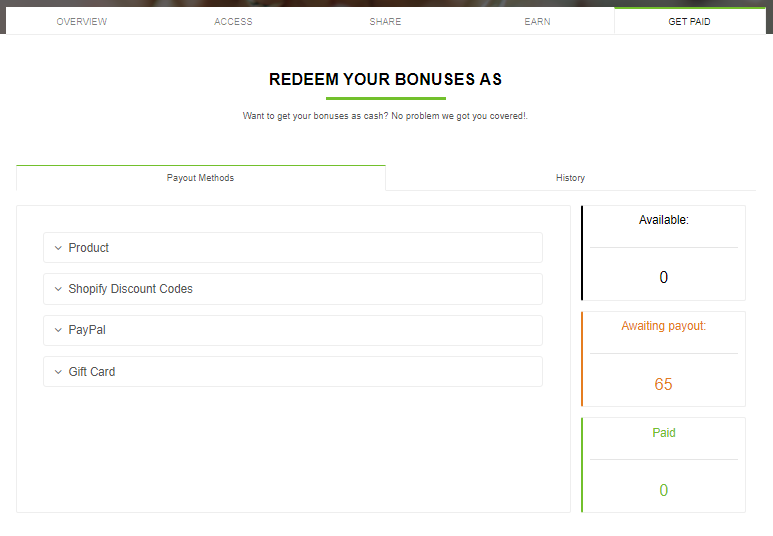 OVERVIEW
ACCESS
SHARE
EARN
GET PAID
REDEEM YOUR BONUSES AS
Want to get your bonuses as cash? No problem we got you covered!.
Payout Methods
History
Product
Shopify Discount Codes
PayPal
Gift Card
Available:
0
Awaiting payout:
65
Paid
0